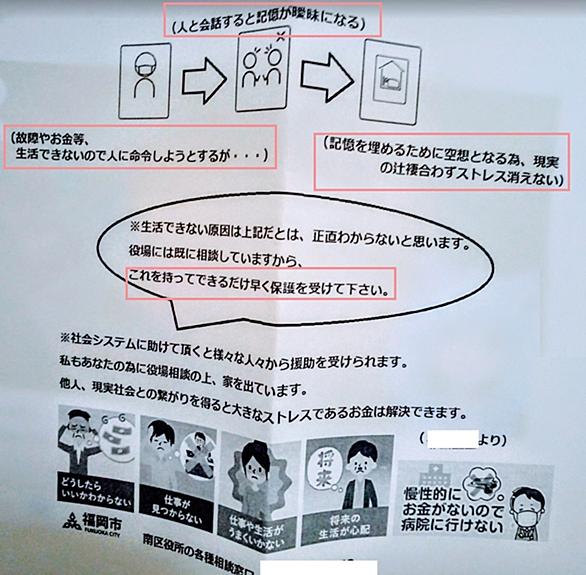 (人と会話すると記憶が曖昧になる)
(故障やお金等、
生活できないので人に命令しようとするが・・・)
(記憶を埋めるために空想となる為、現実
の辻褄合わずストレス消えない)
※生活できない原因は上記だとは、正直わからないと思います。
役場には既に相談していますから、
これを持ってできるだけ早く保護を受けて下さい。
※社会システムに助けて頂くと様々な人々から援助を受けられます。
私もあなたの為に役場相談の上、家を出ています。
他人、現実社会との繋がりを得ると大きなストレスであるお金は解決できます。
(より)
どうしたら
いいかわからない
仕事が
見つからない
仕事や生活が
うまくいかない
将来
将来の
生活が心配
慢性的に
お金がないので
病院に行けない
福岡市
FUKUOKA CITY
南区役所の各種相談窓口